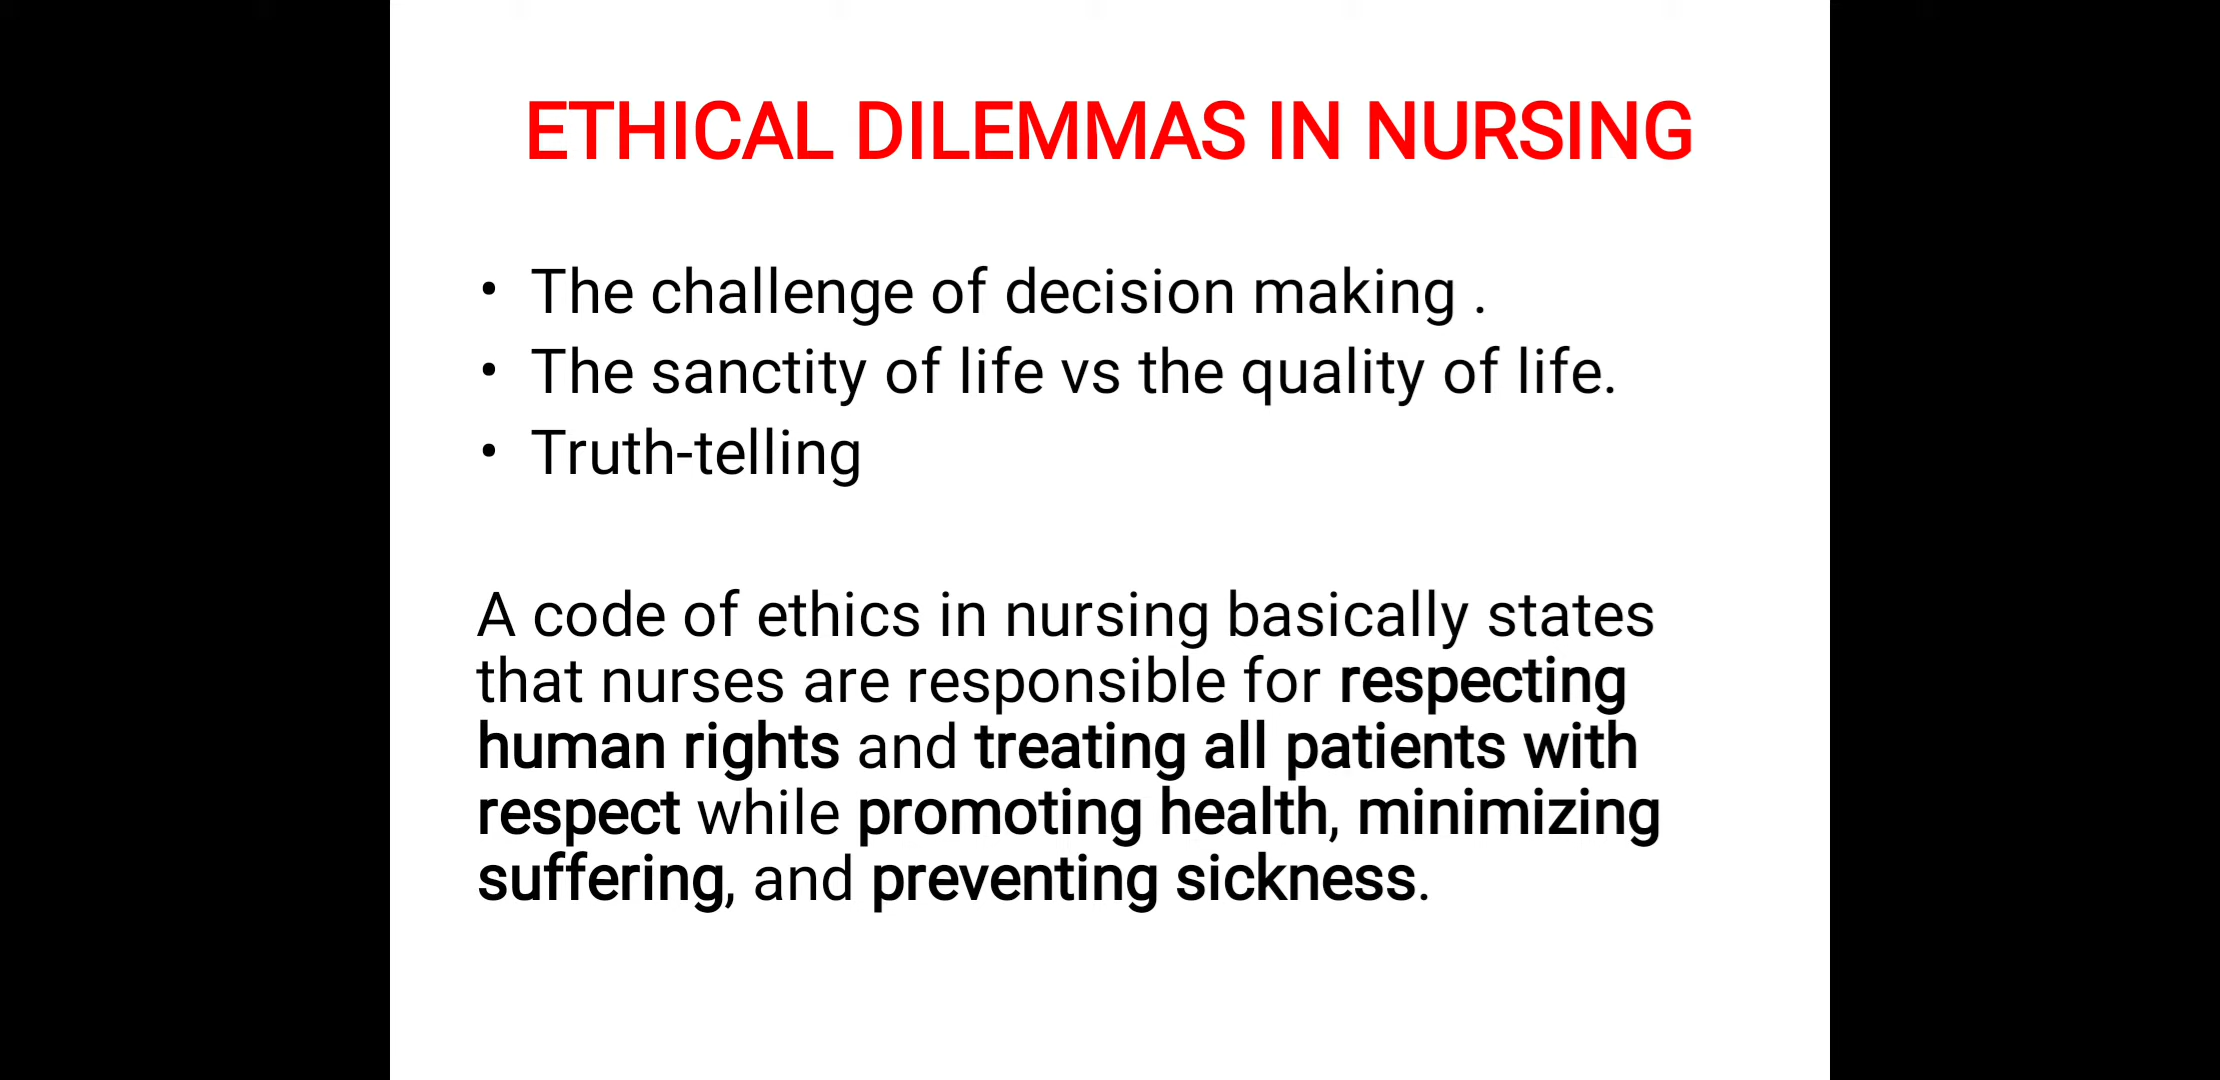 ETHICAL DILEMMAS IN NURSING
• The challenge of decision making .
• The sanctity of life vs the quality of life.
• Truth-telling
A code of ethics in nursing basically states
that nurses are responsible for respecting
human rights and treating all patients with
respect while promoting health, minimizing
suffering, and preventing sickness.